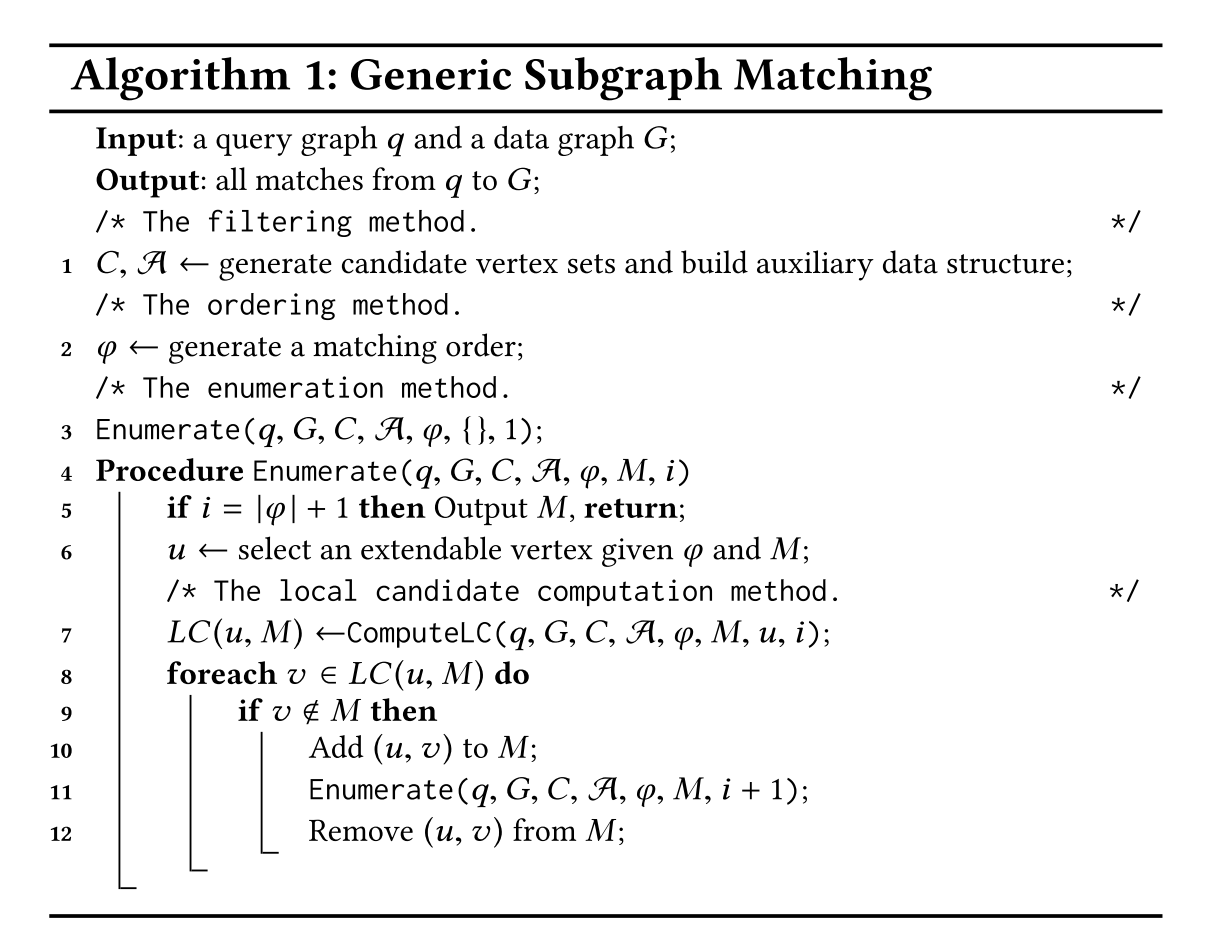 Algorithm 1: Generic Subgraph Matching
Input: a query graph q and a data graph G;
Output: all matches from q to G;
/* The filtering method. */
1 C, 𝒜 ← generate candidate vertex sets and build auxiliary data structure;
/* The ordering method. */
2 φ ← generate a matching order;
/* The enumeration method. */
3 Enumerate(q, G, C, 𝒜, φ, {}, 1);
4 Procedure Enumerate(q, G, C, 𝒜, φ, M, i)
5 if i = |φ| + 1 then Output M, return;
6 u ← select an extendable vertex given φ and M;
/* The local candidate computation method. */
7 LC(u, M) ←ComputeLC(q, G, C, 𝒜, φ, M, u, i);
8 foreach v ∈ LC(u, M) do
9 if v ∉ M then
10 Add (u, v) to M;
11 Enumerate(q, G, C, 𝒜, φ, M, i + 1);
12 Remove (u, v) from M;